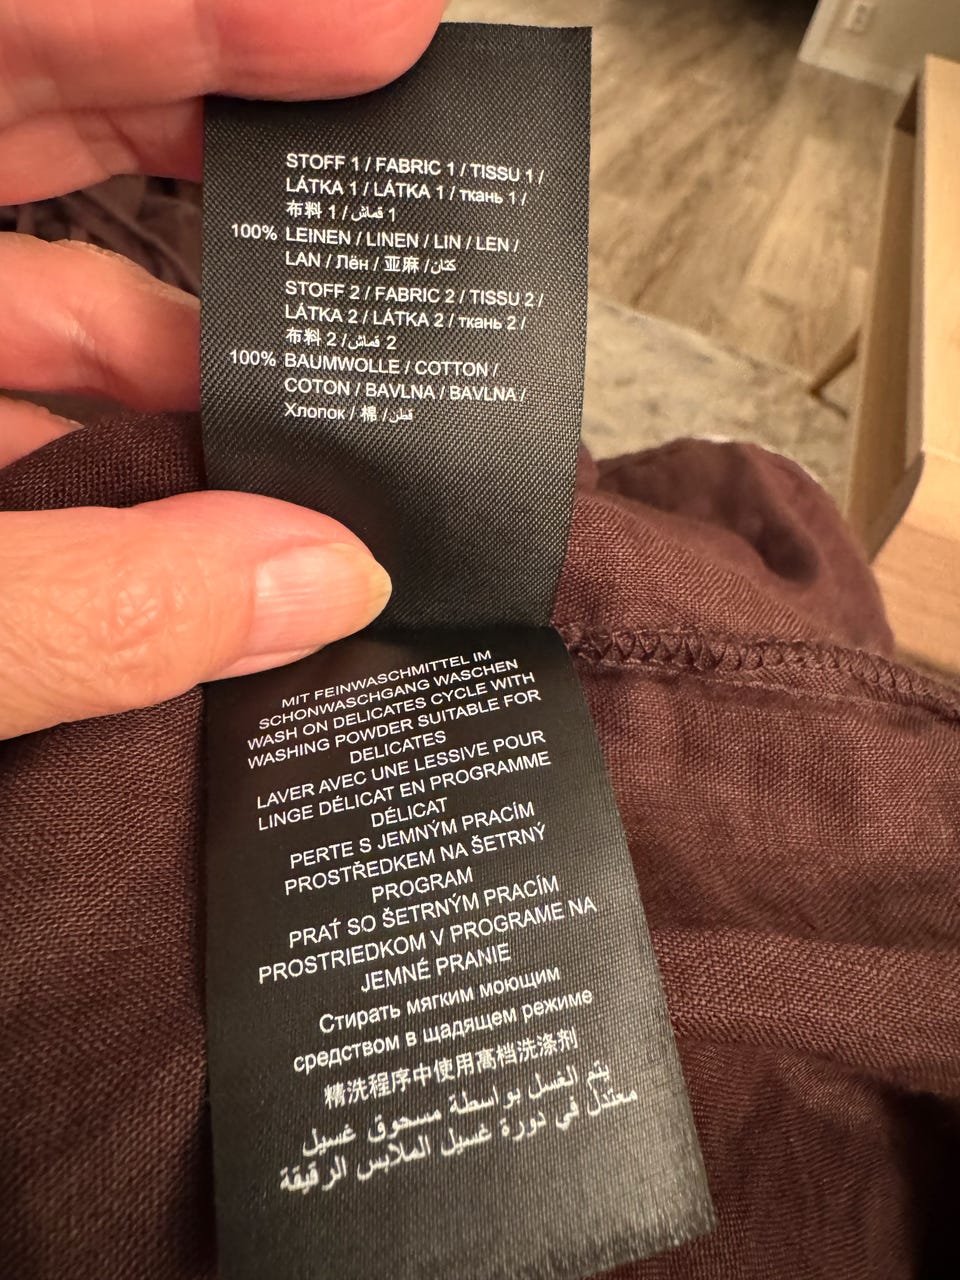 STOFF 1 / FABRIC 1 / TISSU 1 /
LÁTKA 1 / LÁTKA 1 / ткань 1 /
布料 1 / قماش 1
100% LEINEN / LINEN / LIN / LEN /
LAN / Лён / 亚麻 / كتان
STOFF 2 / FABRIC 2 / TISSU 2 /
LÁTKA 2 / LÁTKA 2 / ткань 2 /
布料 2 / قماش 2
100% BAUMWOLLE / COTTON /
COTON / BAVLNA / BAVLNA /
Хлопок / 棉 / قطن
MIT FEINWASCHMITTEL IM
SCHONWASCHGANG WASCHEN
WASH ON DELICATES CYCLE WITH
WASHING POWDER SUITABLE FOR
DELICATES
LAVER AVEC UNE LESSIVE POUR
LINGE DÉLICAT EN PROGRAMME
DÉLICAT
PERTE S JEMNÝM PRACÍM
PROSTŘEDKEM NA ŠETRNÝ
PROGRAM
PRAŤ SO ŠETRNÝM PRACÍM
PROSTRIEDKOM V PROGRAME NA
JEMNÉ PRANIE
Стирать мягким моющим
средством в щадящем режиме
精洗程序中使用高档洗涤剂
يتم الغسل بواسطة مسحوق غسيل
معتدل في دورة غسيل الملابس الرقيقة